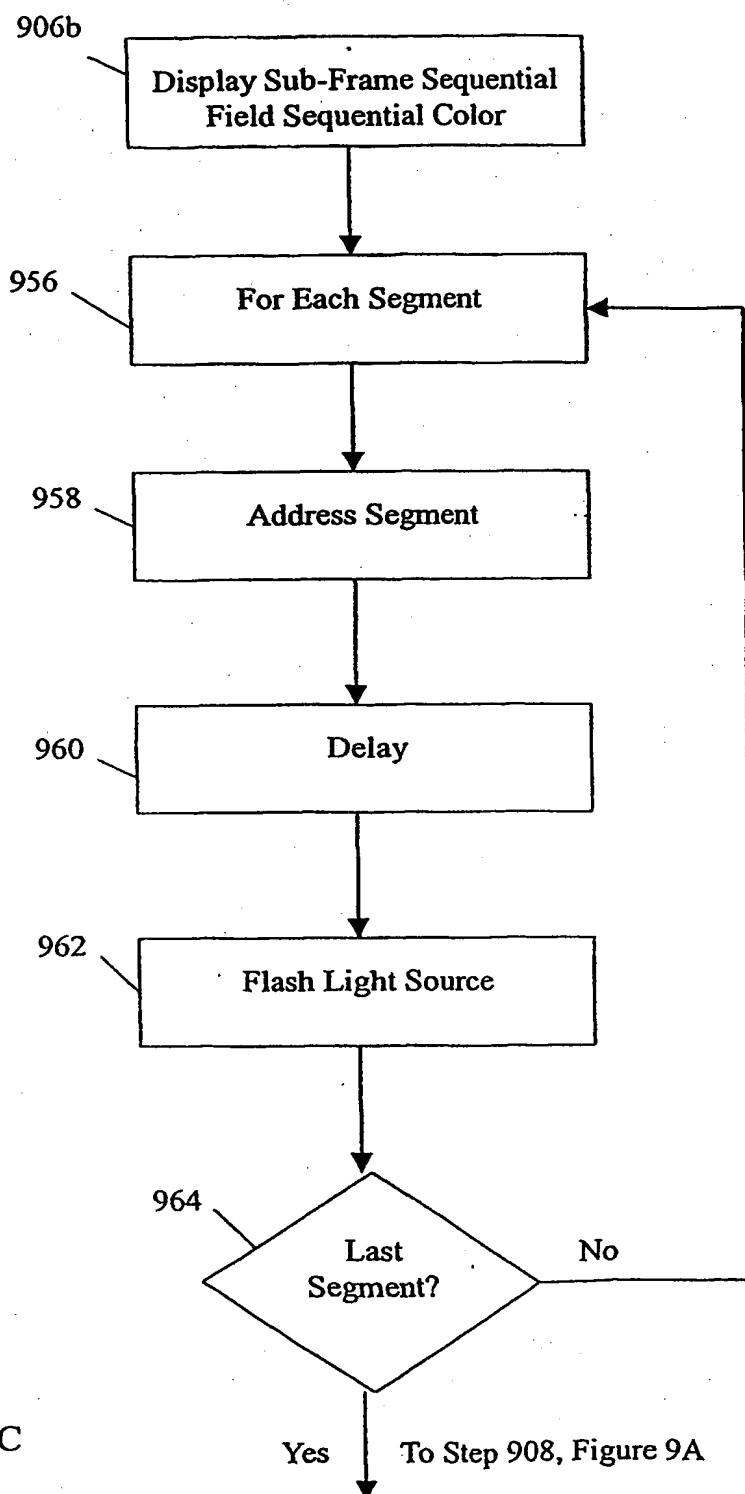 906b
Display Sub-Frame Sequential
Field Sequential Color
956
For Each Segment
958
Address Segment
960
Delay
962
Flash Light Source
964
Last
Segment?
No
C
Yes
To Step 908, Figure 9A